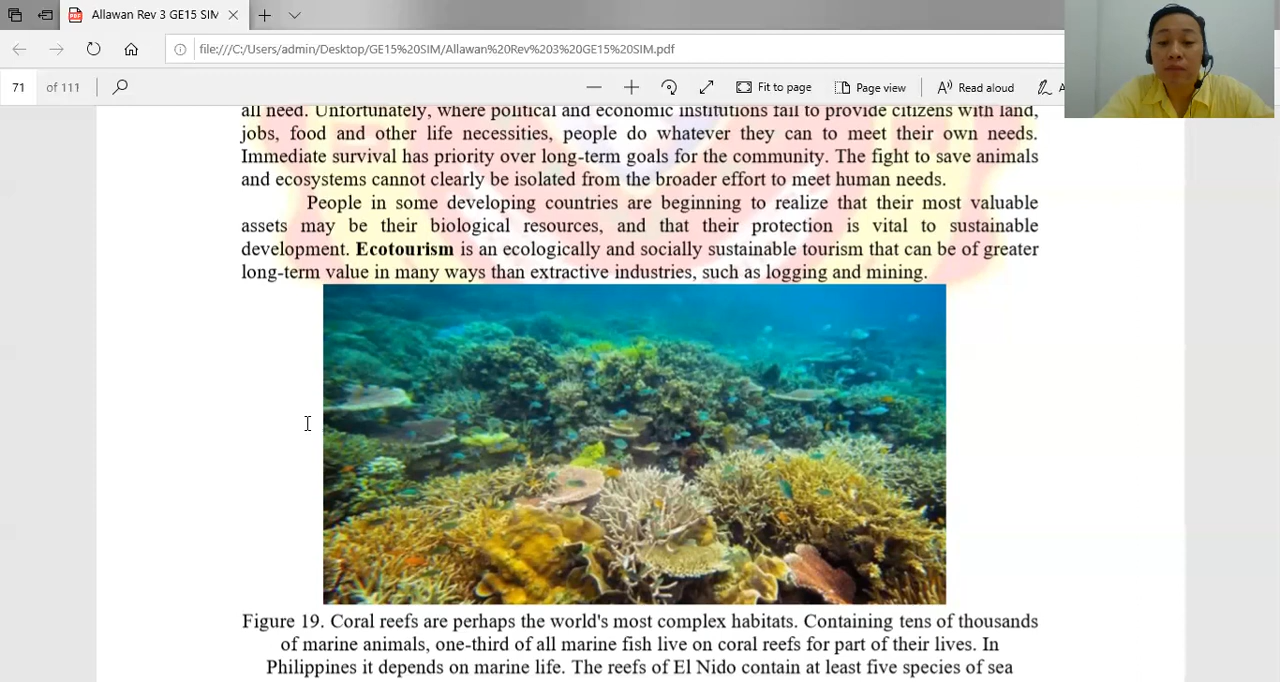 Allawan Rev 3 GE15 SIM
file:///C:/Users/admin/Desktop/GE15%20SIM/Allawan%20Rev%203%20GE15%20SIM.pdf
71 of 111
Fit to page
Page view
Read aloud
all need. Unfortunately, where political and economic institutions fail to provide citizens with land,
jobs, food and other life necessities, people do whatever they can to meet their own needs.
Immediate survival has priority over long-term goals for the community. The fight to save animals
and ecosystems cannot clearly be isolated from the broader effort to meet human needs.
People in some developing countries are beginning to realize that their most valuable
assets may be their biological resources, and that their protection is vital to sustainable
development. Ecotourism is an ecologically and socially sustainable tourism that can be of greater
long-term value in many ways than extractive industries, such as logging and mining.
Figure 19. Coral reefs are perhaps the world's most complex habitats. Containing tens of thousands
of marine animals, one-third of all marine fish live on coral reefs for part of their lives. In
Philippines it depends on marine life. The reefs of El Nido contain at least five species of sea